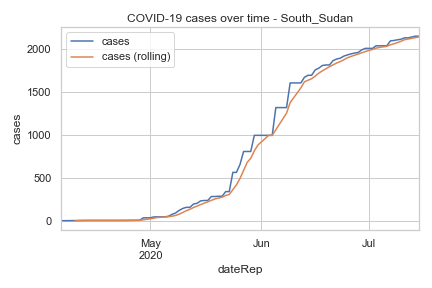 COVID-19 cases over time - South_Sudan
cases
cases (rolling)
2000
1500
1000
500
0
cases
May
2020
Jun
Jul
dateRep